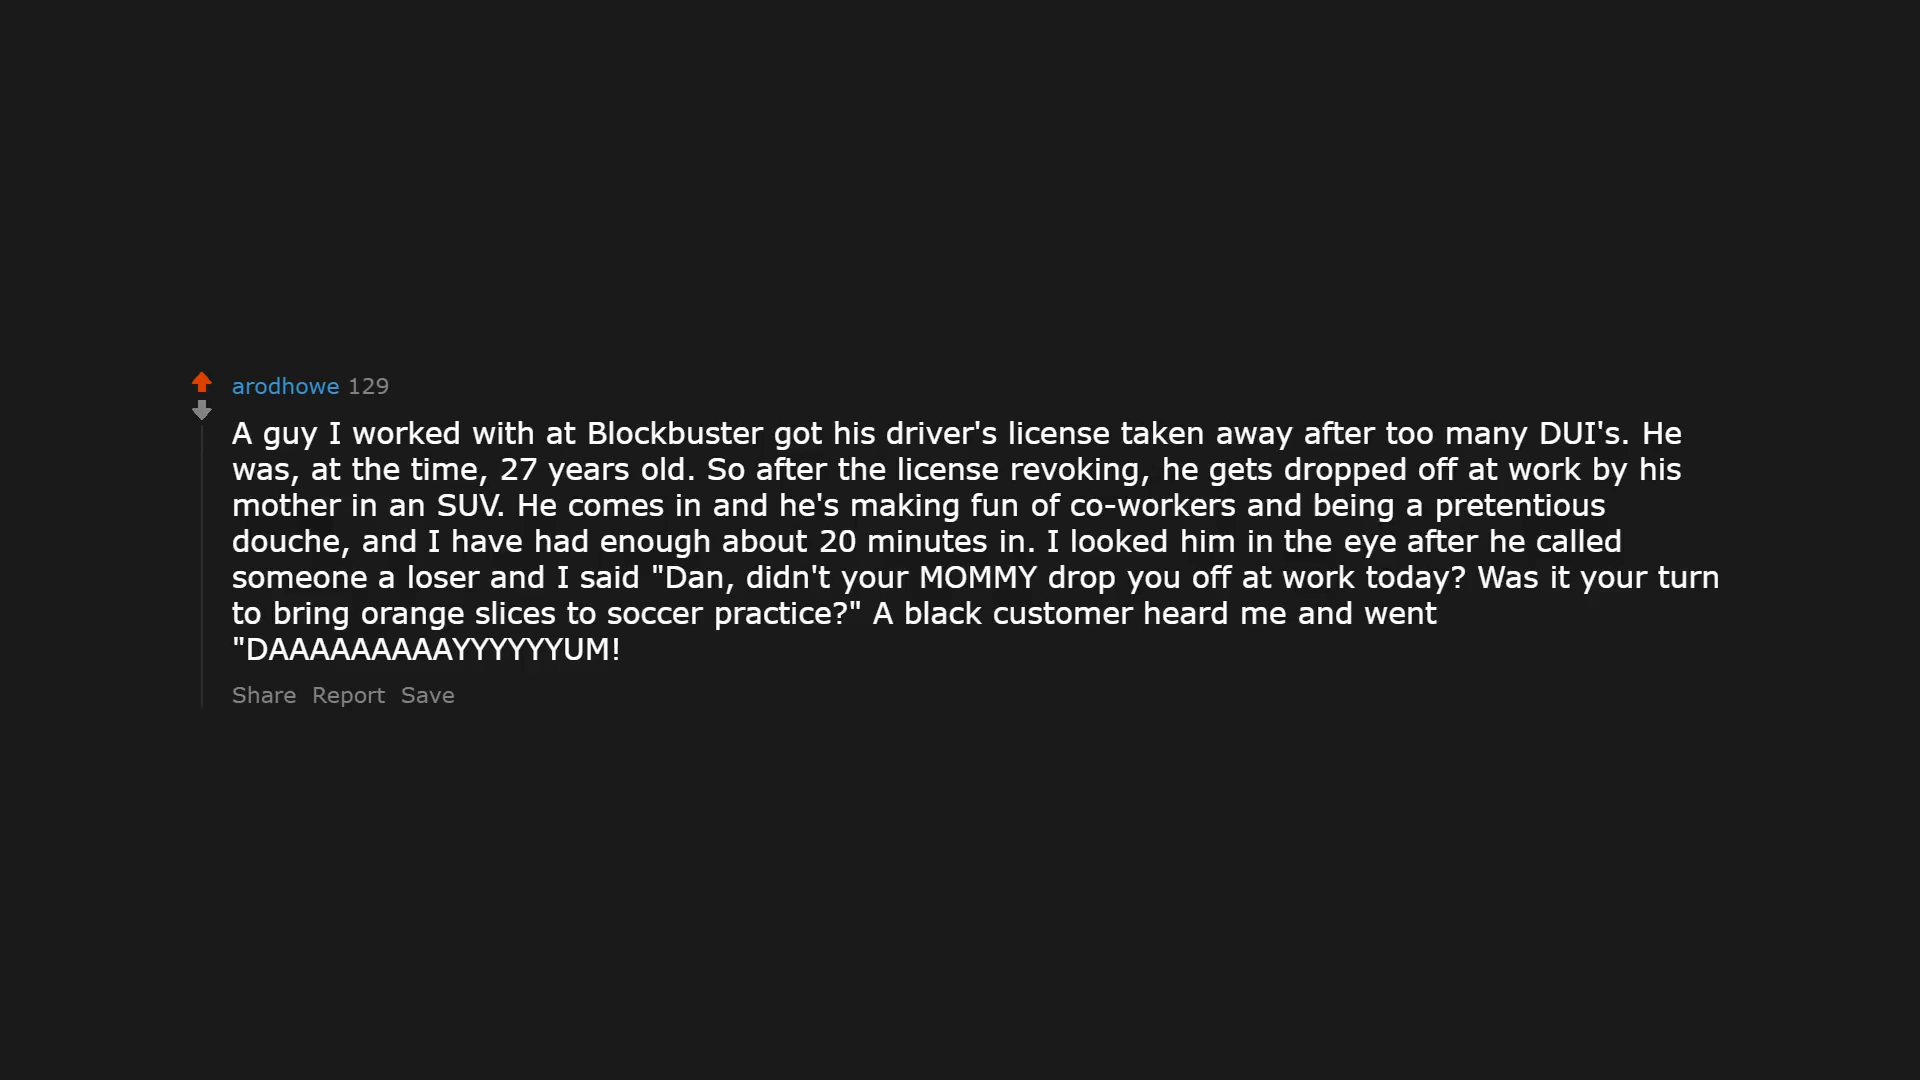 arodhowe 129
A guy I worked with at Blockbuster got his driver's license taken away after too many DUI's. He
was, at the time, 27 years old. So after the license revoking, he gets dropped off at work by his
mother in an SUV. He comes in and he's making fun of co-workers and being a pretentious
douche, and I have had enough about 20 minutes in. I looked him in the eye after he called
someone a loser and I said "Dan, didn't your MOMMY drop you off at work today? Was it your turn
to bring orange slices to soccer practice?" A black customer heard me and went
"DAAAAAAAAAYYYYYYUM!
Share Report Save